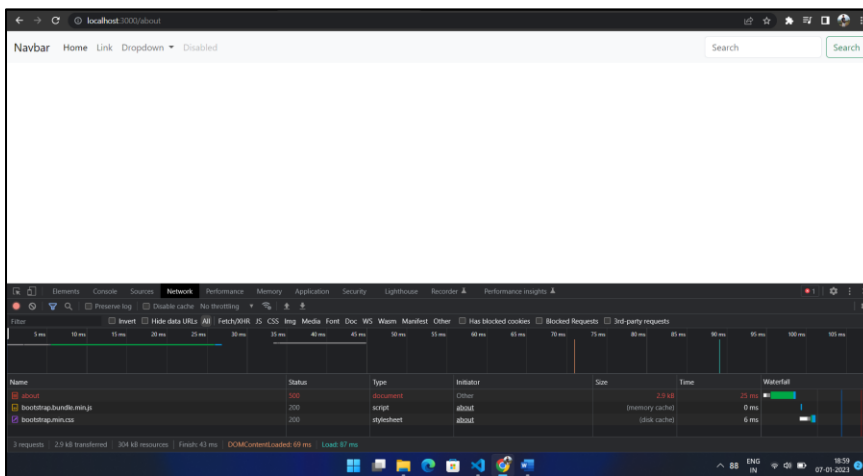 localhost:3000/about
Navbar Home Link Dropdown Disabled Search Search
Elements Console Sources Network Performance Memory Application Security Lighthouse Recorder Performance insights 1
Preserve log Disable cache No throttling
Filter Invert Hide data URLs All Fetch/XHR JS CSS Img Media Font Doc WS Wasm Manifest Other Has blocked cookies Blocked Requests 3rd-party requests
5 ms 10 ms 15 ms 20 ms 25 ms 30 ms 35 ms 40 ms 45 ms 50 ms 55 ms 60 ms 65 ms 70 ms 75 ms 80 ms 85 ms 90 ms 95 ms 100 ms 105 ms
Name Status Type Initiator Size Time Waterfall
about 500 document Other 2.9 kB 25 ms
bootstrap.bundle.min.js 200 script about (memory cache) 0 ms
bootstrap.min.css 200 stylesheet about (disk cache) 6 ms
3 requests 2.9 kB transferred 304 kB resources Finish: 43 ms DOMContentLoaded: 69 ms Load: 87 ms
88 ENG IN 18:59 07-01-2023